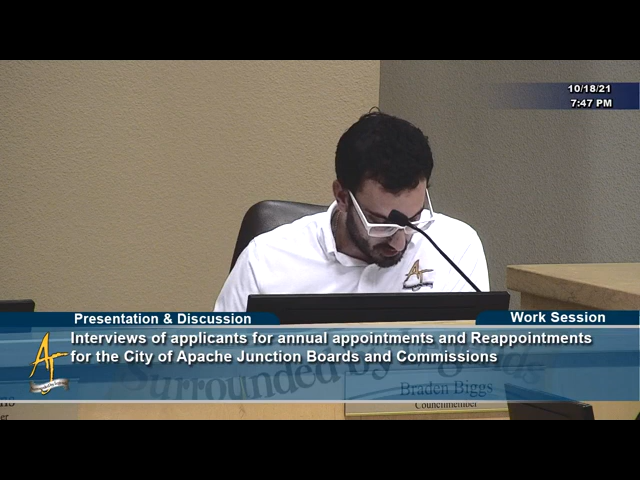 10/18/21
7:47 PM
Presentation & Discussion
Work Session
Interviews of applicants for annual appointments and Reappointments
for the City of Apache Junction Boards and Commissions
Surrounded by Legends
Braden Biggs
Councilmember